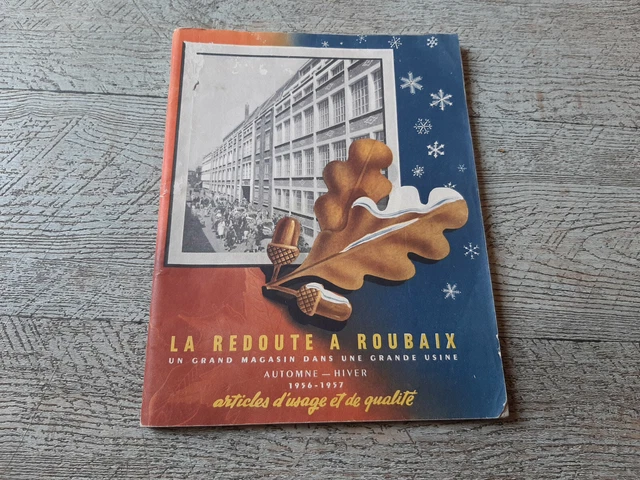 LA REDOUTE A ROUBAIX
UN GRAND MAGASIN DANS UNE GRANDE USINE
AUTOMNE — HIVER
1956-1957
articles d'usage et de qualité